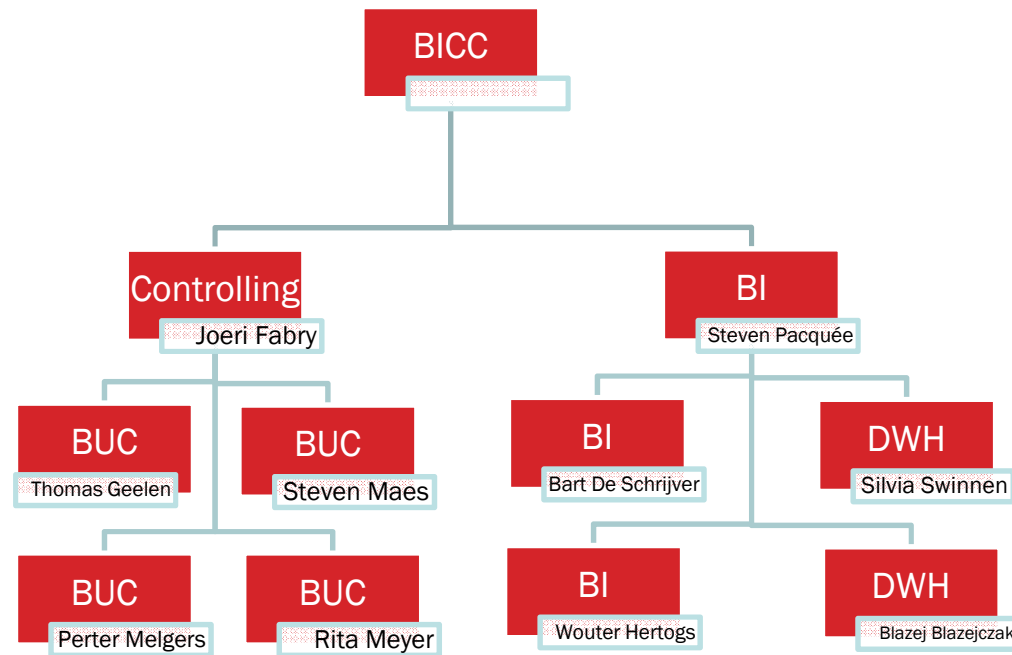 BICC
Controlling
Joeri Fabry
BI
Steven Pacquée
BUC
Thomas Geelen
BUC
Steven Maes
BI
Bart De Schrijver
DWH
Silvia Swinnen
BUC
Perter Melgers
BUC
Rita Meyer
BI
Wouter Hertogs
DWH
Blazej Blazejczak